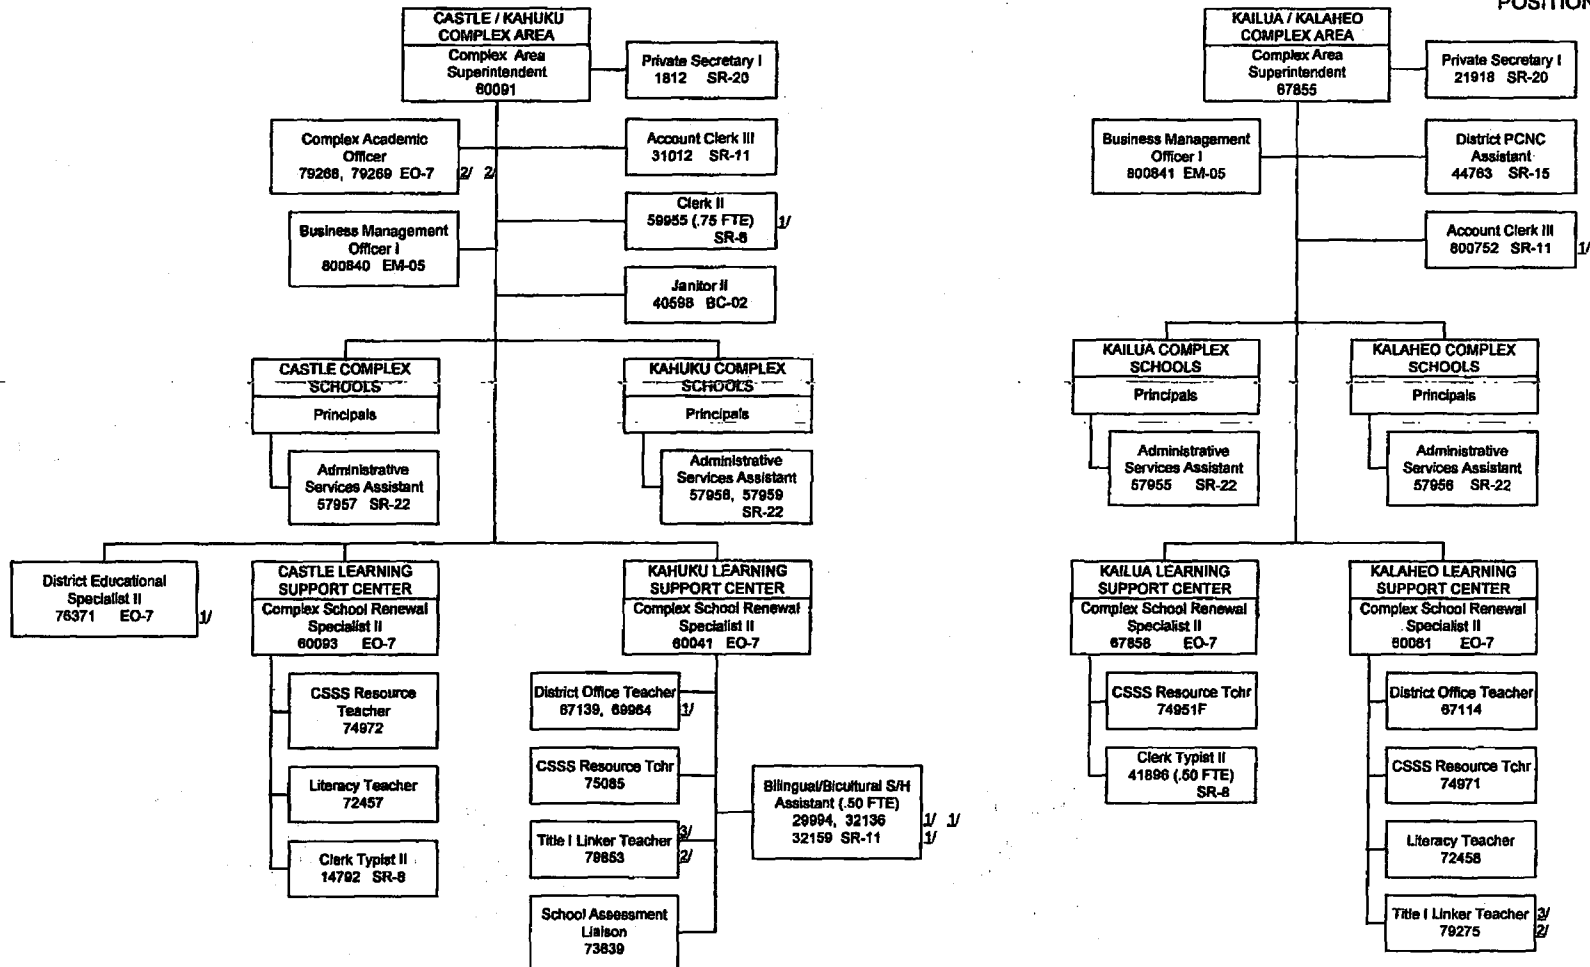 POSITION
CASTLE / KAHUKU
COMPLEX AREA
Complex Area
Superintendent
60091
Private Secretary I
1812 SR-20
Complex Academic
Officer
79268, 79269 EO-7 2/ 2/
Account Clerk III
31012 SR-11
Clerk II
59955 (.75 FTE) 1/
SR-6
Business Management
Officer I
800840 EM-05
Janitor II
40598 BC-02
CASTLE COMPLEX
SCHOOLS
Principals
Administrative
Services Assistant
57957 SR-22
KAHUKU COMPLEX
SCHOOLS
Principals
Administrative
Services Assistant
57958, 57959
SR-22
District Educational
Specialist II
76371 EO-7 1/
CASTLE LEARNING
SUPPORT CENTER
Complex School Renewal
Specialist II
60093 EO-7
CSSS Resource
Teacher
74972
Literacy Teacher
72457
Clerk Typist II
14792 SR-8
KAHUKU LEARNING
SUPPORT CENTER
Complex School Renewal
Specialist II
60041 EO-7
District Office Teacher
67139, 69964 1/
CSSS Resource Tchr
75085
Title I Linker Teacher 3/
79853 2/
School Assessment
Liaison
73839
Bilingual/Bicultural S/H
Assistant (.50 FTE)
29994, 32136 1/ 1/
32159 SR-11 1/
KAILUA / KALAHEO
COMPLEX AREA
Complex Area
Superintendent
67855
Private Secretary I
21918 SR-20
Business Management
Officer I
800841 EM-05
District PCNC
Assistant
44763 SR-15
Account Clerk III
800752 SR-11 1/
KAILUA COMPLEX
SCHOOLS
Principals
Administrative
Services Assistant
57955 SR-22
KALAHEO COMPLEX
SCHOOLS
Principals
Administrative
Services Assistant
57956 SR-22
KAILUA LEARNING
SUPPORT CENTER
Complex School Renewal
Specialist II
67858 EO-7
CSSS Resource Tchr
74951F
Clerk Typist II
41896 (.50 FTE)
SR-8
KALAHEO LEARNING
SUPPORT CENTER
Complex School Renewal
Specialist II
60061 EO-7
District Office Teacher
67114
CSSS Resource Tchr
74971
Literacy Teacher
72458
Title I Linker Teacher 3/
79275 2/